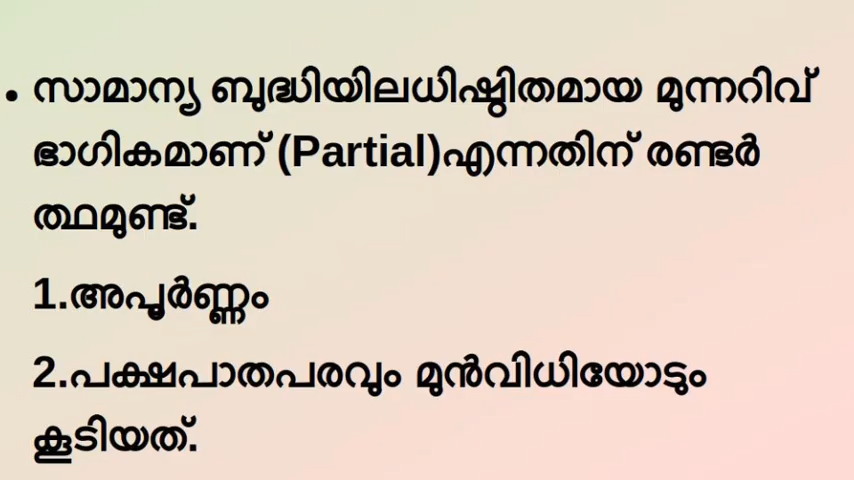 • സാമാന്യ ബുദ്ധിയിലധിഷ്ഠിതമായ മുന്നറിവ്
ഭാഗികമാണ് (Partial)എന്നതിന് രണ്ടർ
ത്ഥമുണ്ട്.
1.അപൂർണ്ണം
2.പക്ഷപാതപരവും മുൻവിധിയോടും
കൂടിയത്.